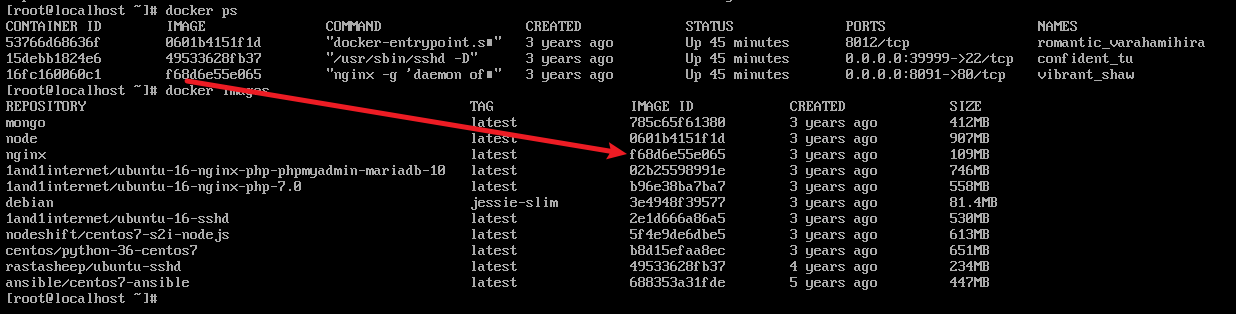 [root@localhost ~]# docker ps
CONTAINER ID        IMAGE               COMMAND                  CREATED             STATUS              PORTS                   NAMES
53766d68636f        0601b4151f1d        "docker-entrypoint.s■"   3 years ago         Up 45 minutes       8012/tcp                romantic_varahamihira
15debb1824e6        49533628fb37        "/usr/sbin/sshd -D"      3 years ago         Up 45 minutes       0.0.0.0:39999->22/tcp   confident_tu
16fc160060c1        f68d6e55e065        "nginx -g 'daemon of■"   3 years ago         Up 45 minutes       0.0.0.0:8091->80/tcp    vibrant_shaw
[root@localhost ~]# docker images
REPOSITORY                                                TAG                 IMAGE ID            CREATED             SIZE
mongo                                                     latest              785c65f61380        3 years ago         412MB
node                                                      latest              0601b4151f1d        3 years ago         907MB
nginx                                                     latest              f68d6e55e065        3 years ago         109MB
1and1internet/ubuntu-16-nginx-php-phpmyadmin-mariadb-10   latest              02b25598991e        3 years ago         746MB
1and1internet/ubuntu-16-nginx-php-7.0                     latest              b96e38ba7ba7        3 years ago         558MB
debian                                                    jessie-slim         3e4948f39577        3 years ago         81.4MB
1and1internet/ubuntu-16-sshd                              latest              2e1d666a86a5        3 years ago         530MB
nodeshift/centos7-s2i-nodejs                              latest              5f4e9de6dbe5        3 years ago         613MB
centos/python-36-centos7                                  latest              b8d15efaa8ec        3 years ago         651MB
rastasheep/ubuntu-sshd                                    latest              49533628fb37        4 years ago         234MB
ansible/centos7-ansible                                   latest              688353a31fde        5 years ago         447MB
[root@localhost ~]#